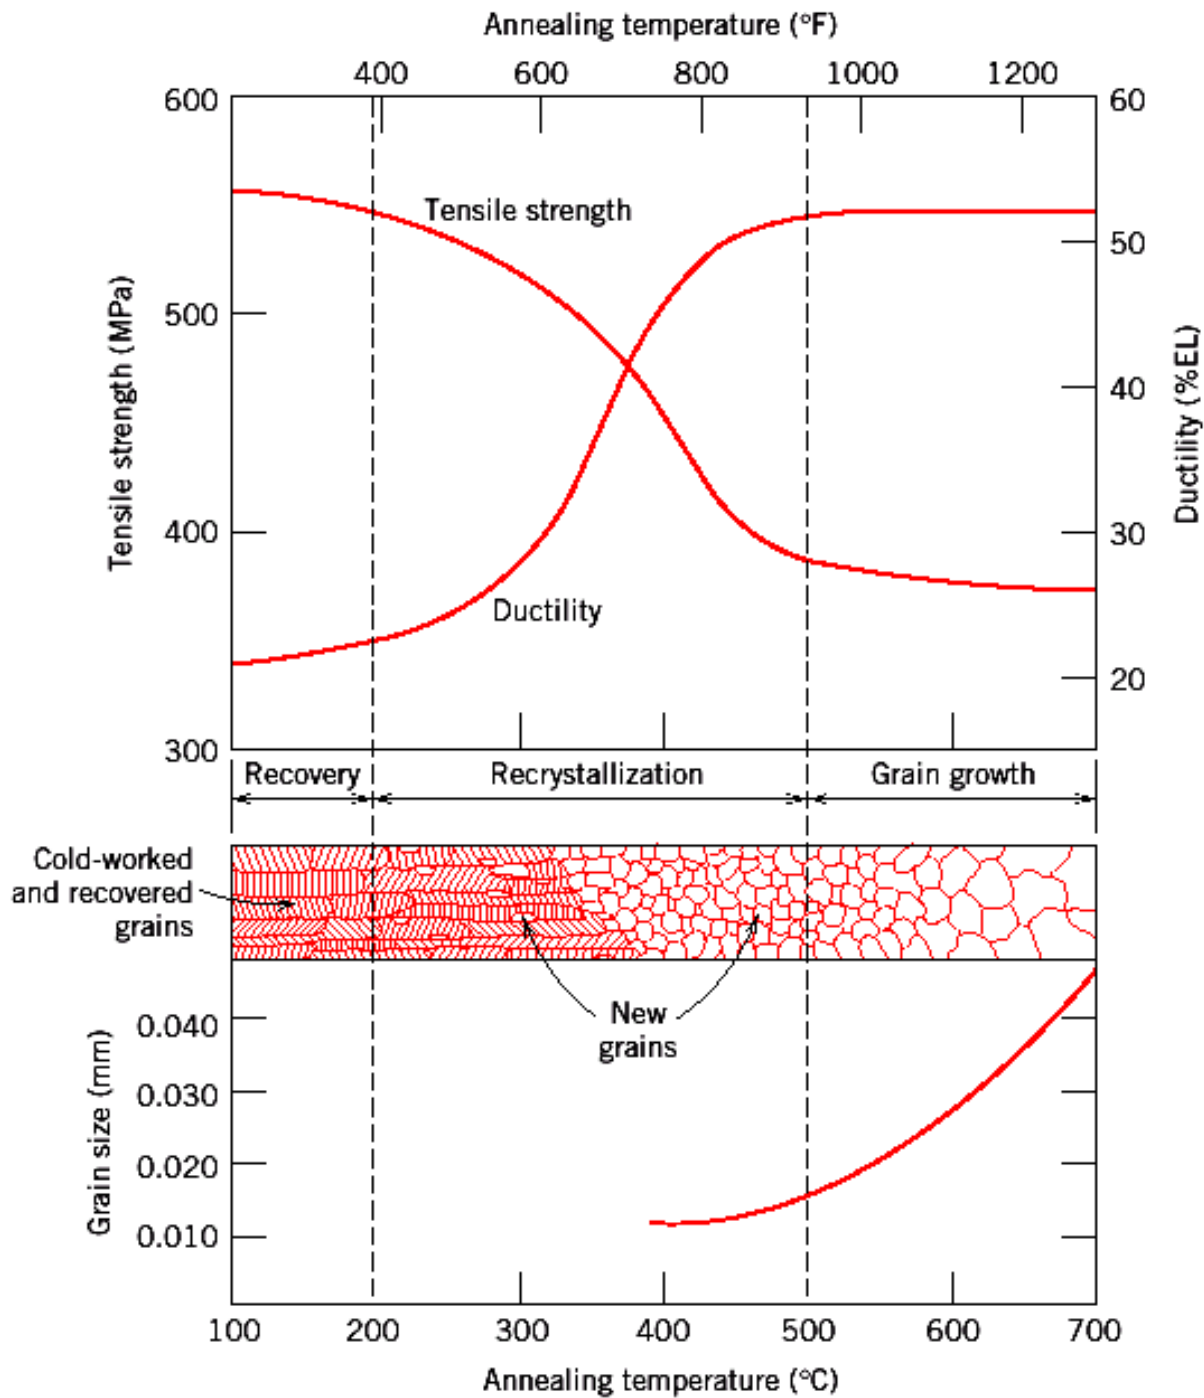 Annealing temperature (°F)
400 600 800 1000 1200
600 60
Tensile strength
50
500
Tensile strength (MPa)
Ductility (%EL)
40
400 30
Ductility
20
300
Recovery Recrystallization Grain growth
Cold-worked
and recovered
grains
New
grains
0.040
0.030
0.020
0.010
Grain size (mm)
100 200 300 400 500 600 700
Annealing temperature (°C)